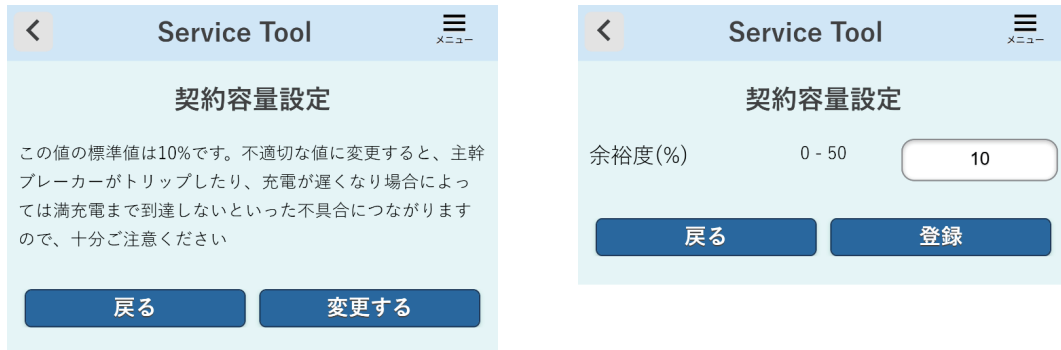 Service Tool
メニュー
契約容量設定
この値の標準値は10%です。不適切な値に変更すると、主幹
ブレーカーがトリップしたり、充電が遅くなり場合によっ
ては満充電まで到達しないといった不具合につながります
ので、十分ご注意ください
戻る
変更する
Service Tool
メニュー
契約容量設定
余裕度(%)
0 - 50
10
戻る
登録